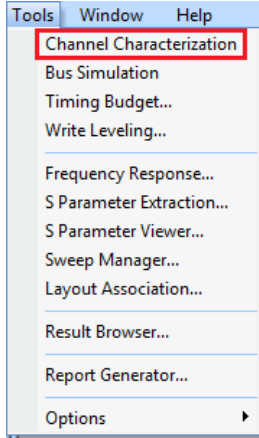 Tools Window Help
Channel Characterization
Bus Simulation
Timing Budget...
Write Leveling...
Frequency Response...
S Parameter Extraction...
S Parameter Viewer...
Sweep Manager...
Layout Association...
Result Browser...
Report Generator...
Options